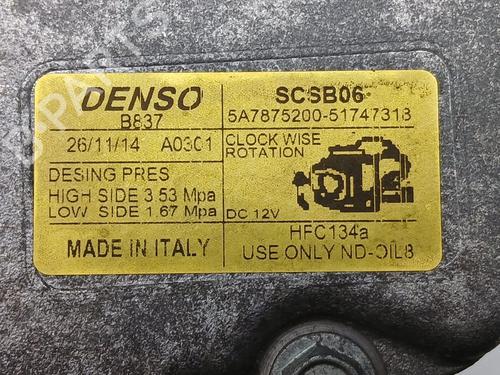 DENSO
B837
26/11/14 A0301
DESING PRES
HIGH SIDE 3.53 Mpa
LOW SIDE 1.67 Mpa
MADE IN ITALY
SCSB06
5A7875200-51747318
CLOCK WISE
ROTATION
DC 12V
HFC134a
USE ONLY ND-OIL8